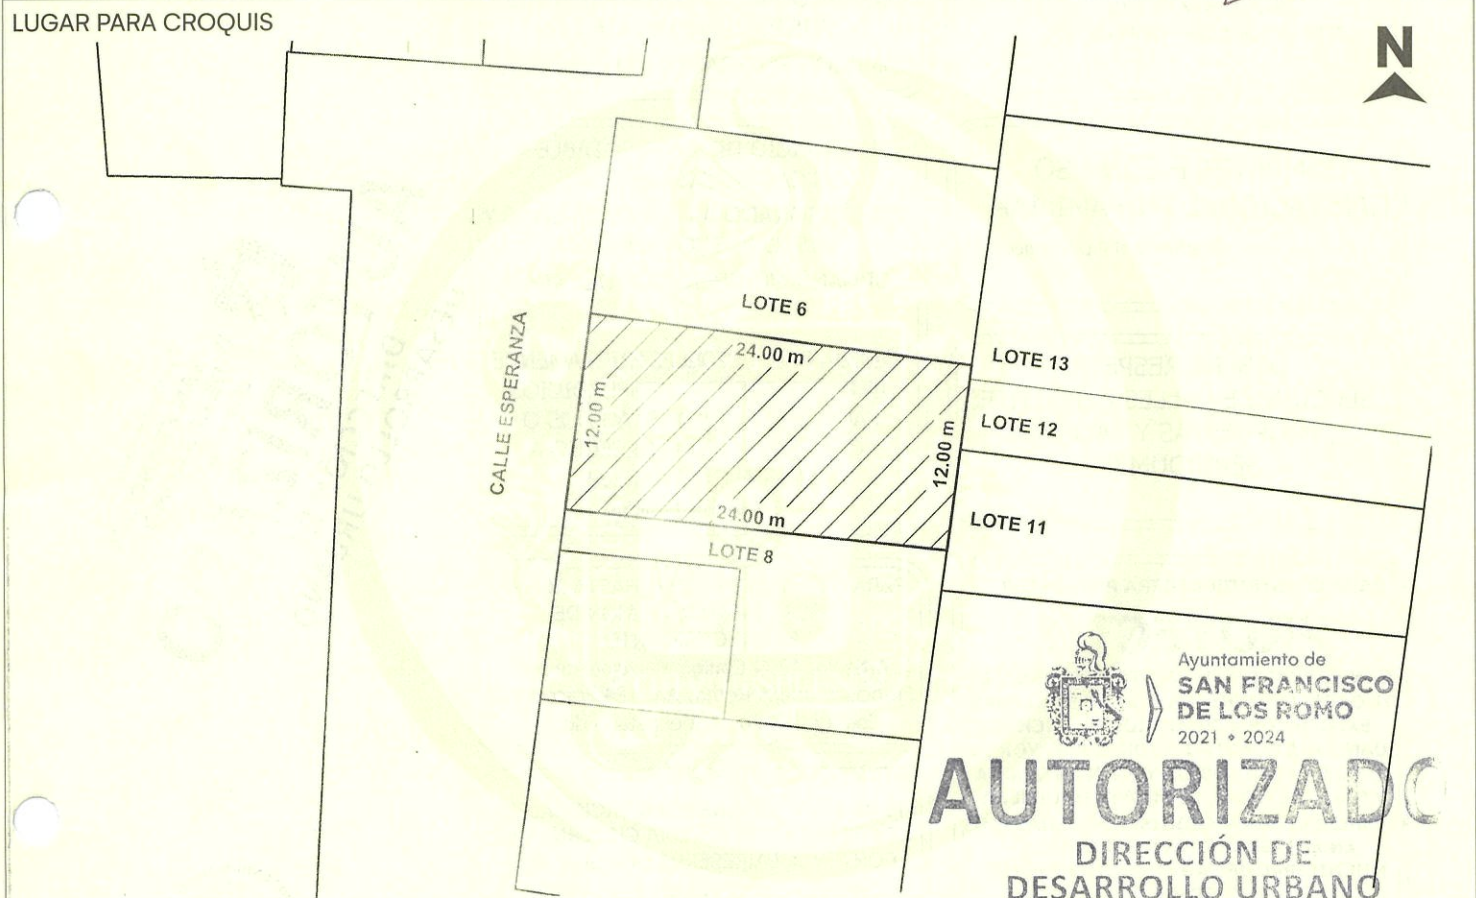 LUGAR PARA CROQUIS
N
LOTE 6
24.00 m
LOTE 13
CALLE ESPERANZA
12.00 m
12.00 m
LOTE 12
24.00 m
LOTE 11
LOTE 8
Ayuntamiento de
SAN FRANCISCO
DE LOS ROMO
2021 • 2024
AUTORIZADO
DIRECCIÓN DE
DESARROLLO URBANO